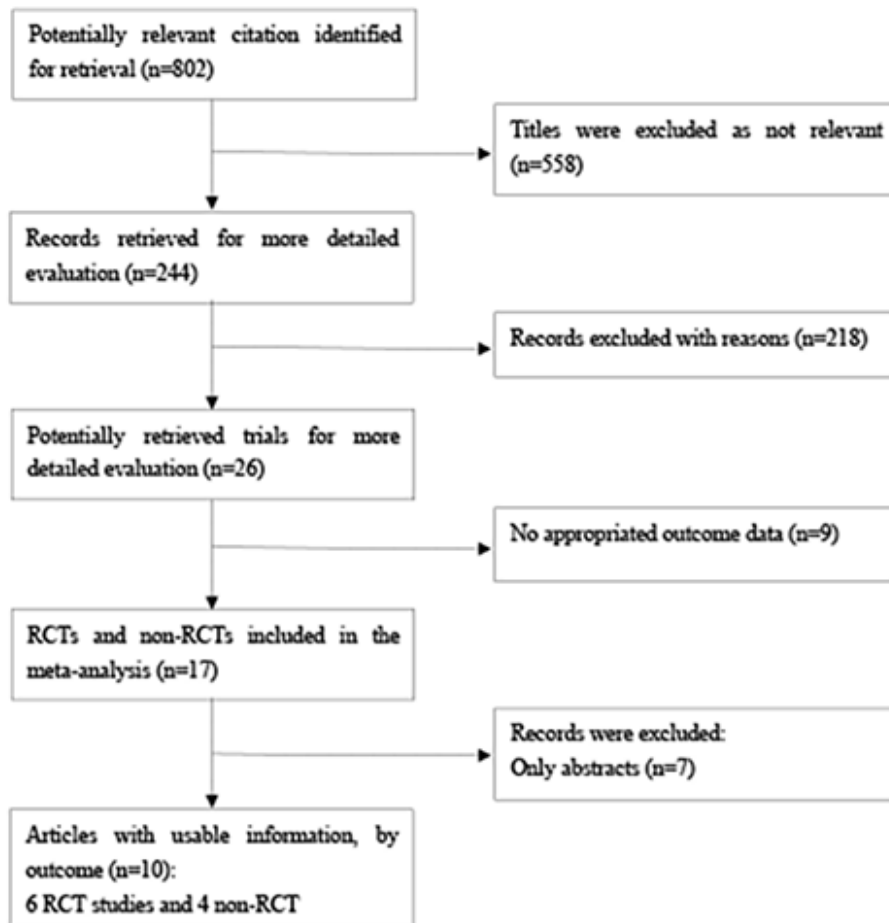 Potentially relevant citation identified
for retrieval (n=802)
Titles were excluded as not relevant
(n=558)
Records retrieved for more detailed
evaluation (n=244)
Records excluded with reasons (n=218)
Potentially retrieved trials for more
detailed evaluation (n=26)
No appropriated outcome data (n=9)
RCTs and non-RCTs included in the
meta-analysis (n=17)
Records were excluded:
Only abstracts (n=7)
Articles with usable information, by
outcome (n=10):
6 RCT studies and 4 non-RCT